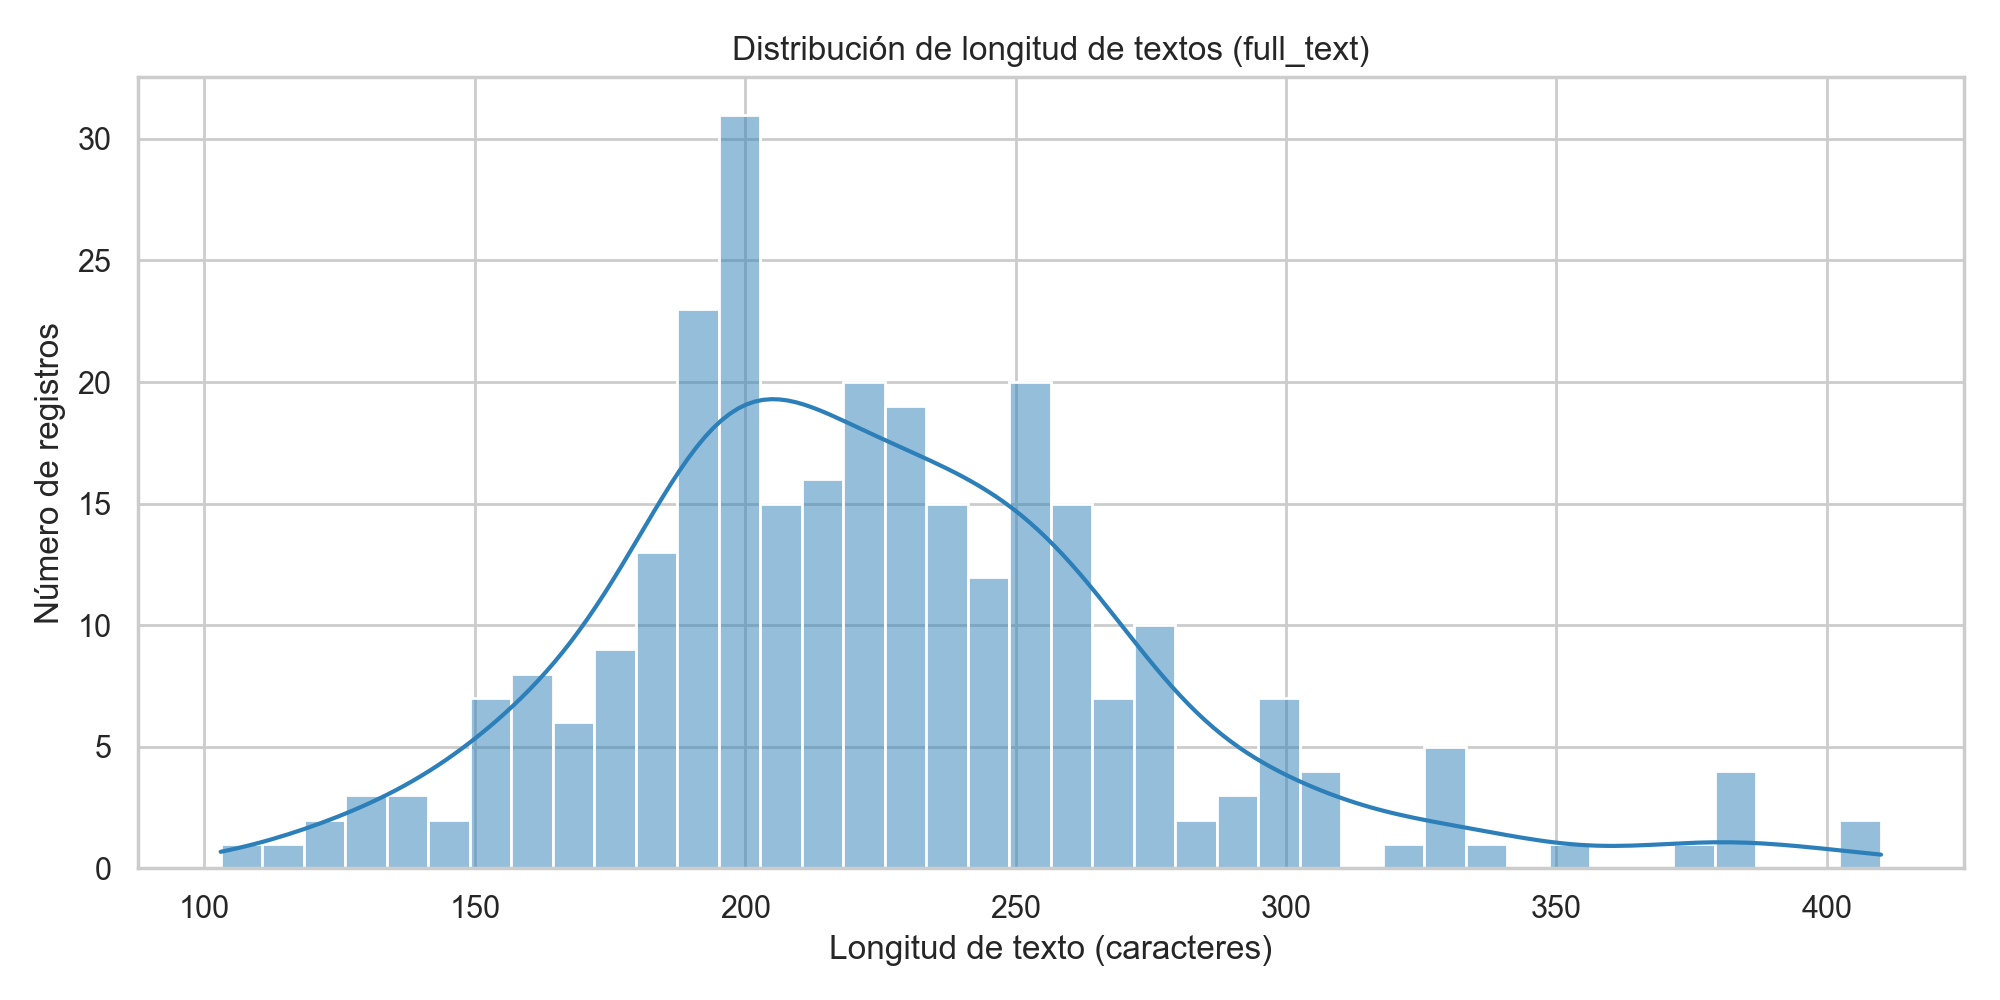 Distribución de longitud de textos (full_text)
30
25
20
15
10
5
0
Número de registros
100 150 200 250 300 350 400
Longitud de texto (caracteres)